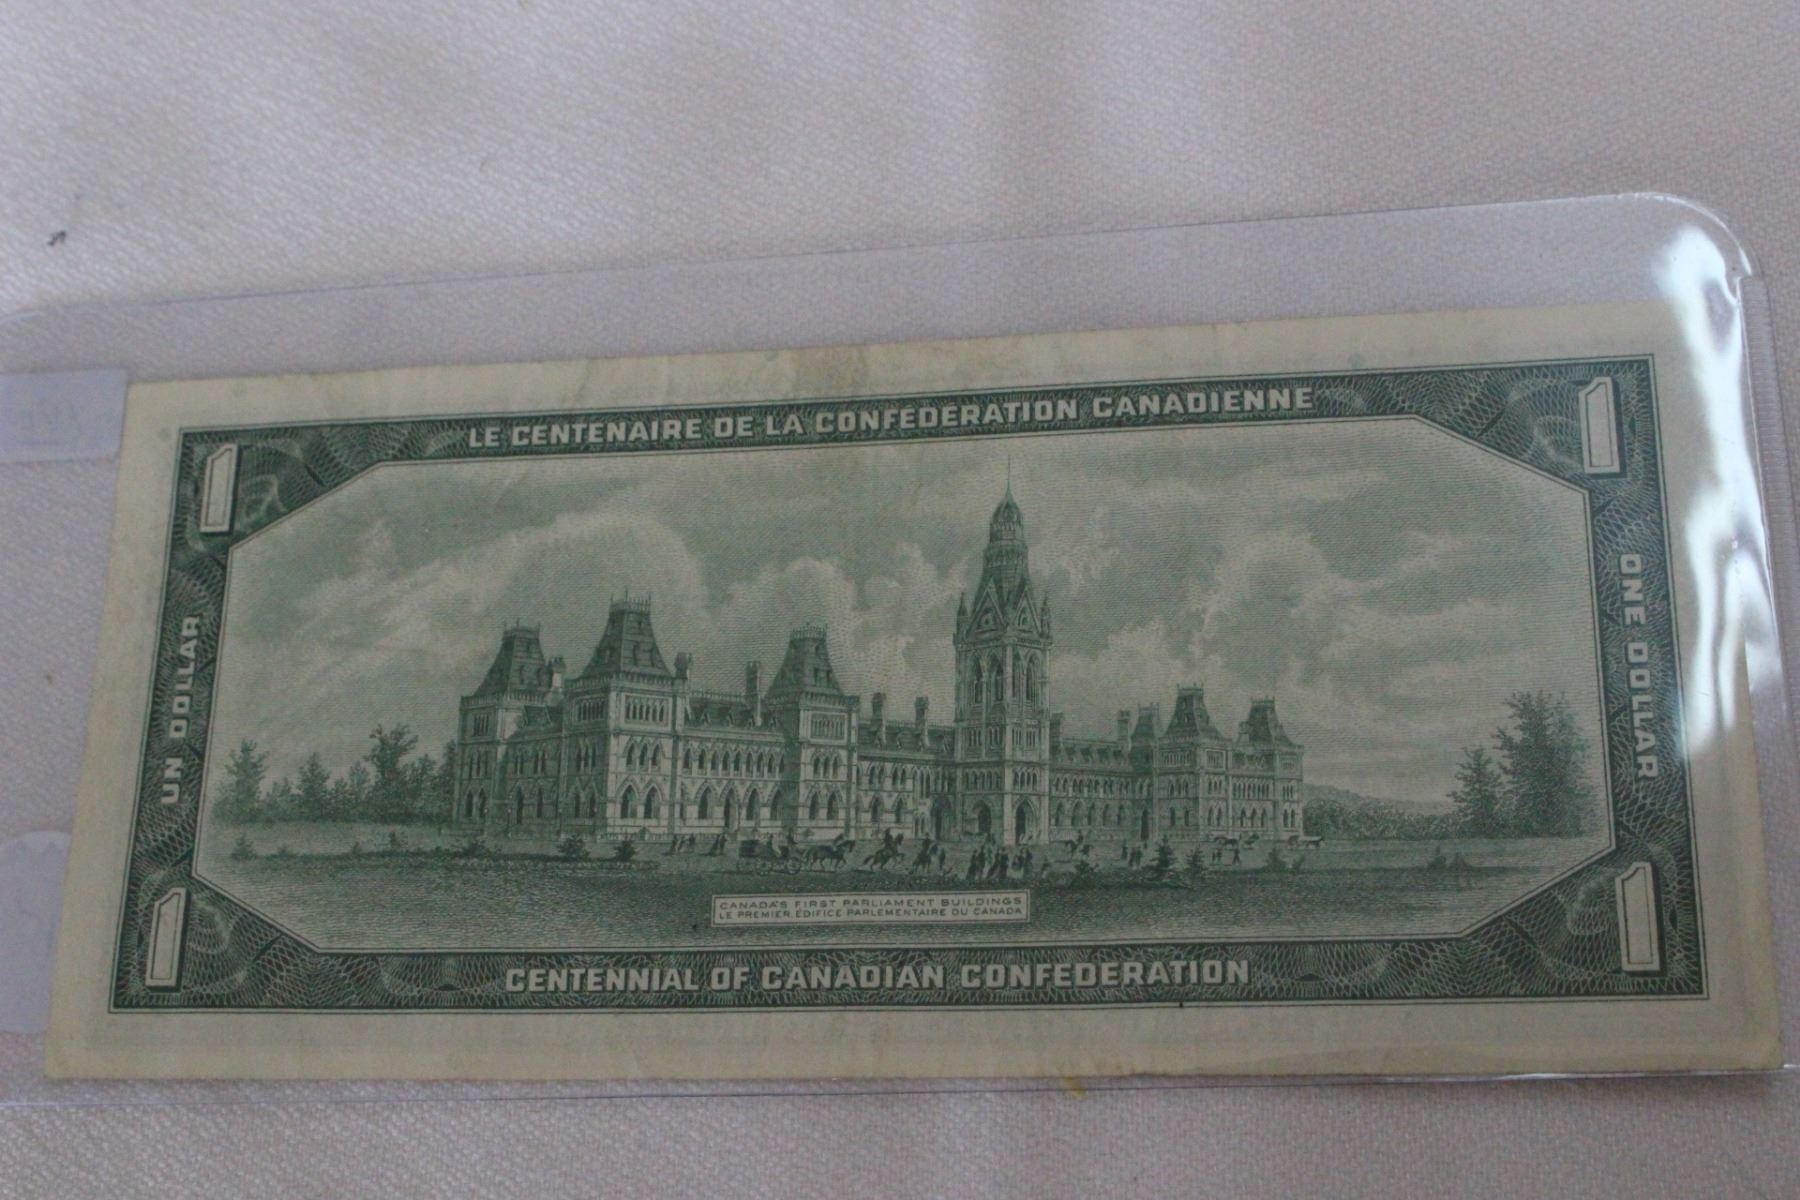 LE CENTENAIRE DE LA CONFEDERATION CANADIENNE
1
1
UN DOLLAR
ONE DOLLAR
CANADA'S FIRST PARLIAMENT BUILDINGS
LE PREMIER EDIFICE PARLEMENTAIRE DU CANADA
1
1
CENTENNIAL OF CANADIAN CONFEDERATION